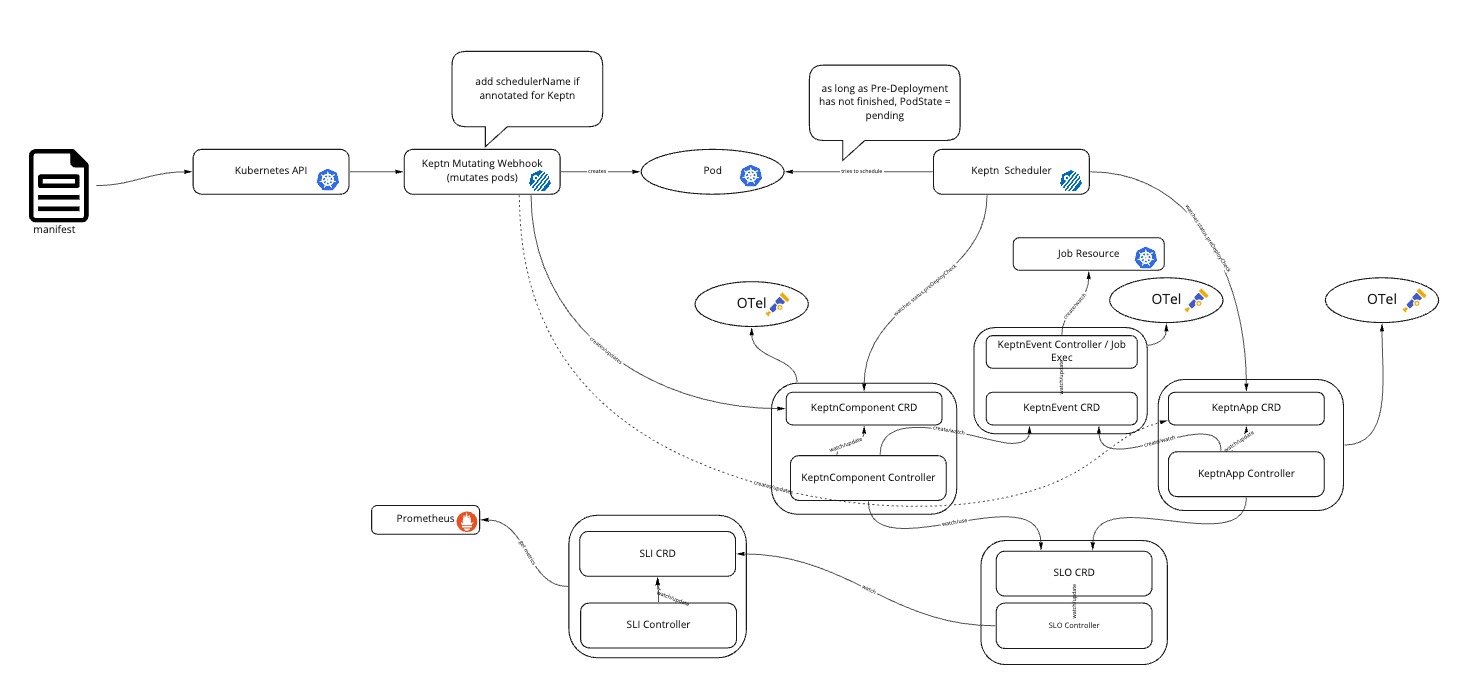 add schedulerName if
annotated for Keptn
as long as Pre-Deployment
has not finished, PodState =
pending
manifest
Kubernetes API
Keptn Mutating Webhook
(mutates pods)
creates
Pod
tries to schedule
Keptn Scheduler
watches status.preDeployCheck
watches status.preDeployCheck
Job Resource
create/watch
OTel
OTel
OTel
creates/updates
KeptnEvent Controller / Job
Exec
watch/update
KeptnComponent CRD
KeptnEvent CRD
KeptnApp CRD
watch/update
create/watch
create/watch
watch/update
KeptnComponent Controller
KeptnApp Controller
creates/updates
Prometheus
get metrics
watch/use
SLI CRD
watch/update
SLI Controller
watch
SLO CRD
watch/update
SLO Controller